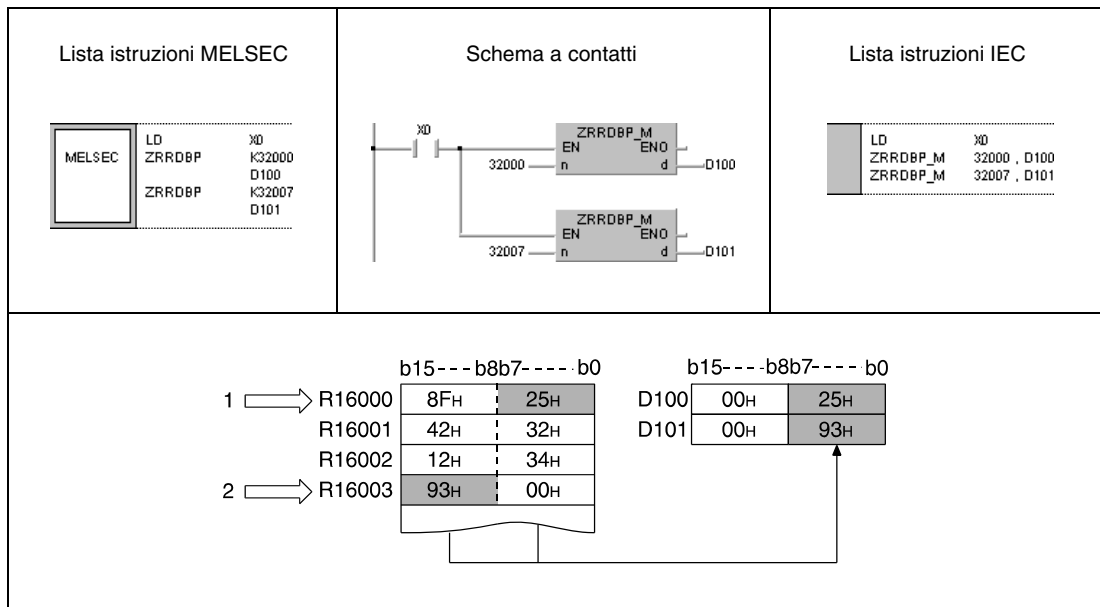 Lista istruzioni MELSEC
MELSEC
LD X0
ZRRDBP K32000
D100
ZRRDBP K32007
D101
Schema a contatti
X0
ZRRDBP_M
EN ENO
32000 n d D100
ZRRDBP_M
EN ENO
32007 n d D101
Lista istruzioni IEC
LD X0
ZRRDBP_M 32000 , D100
ZRRDBP_M 32007 , D101
b15----b8b7-----b0
1 R16000 8FH 25H
R16001 42H 32H
R16002 12H 34H
2 R16003 93H 00H
b15----b8b7-----b0
D100 00H 25H
D101 00H 93H